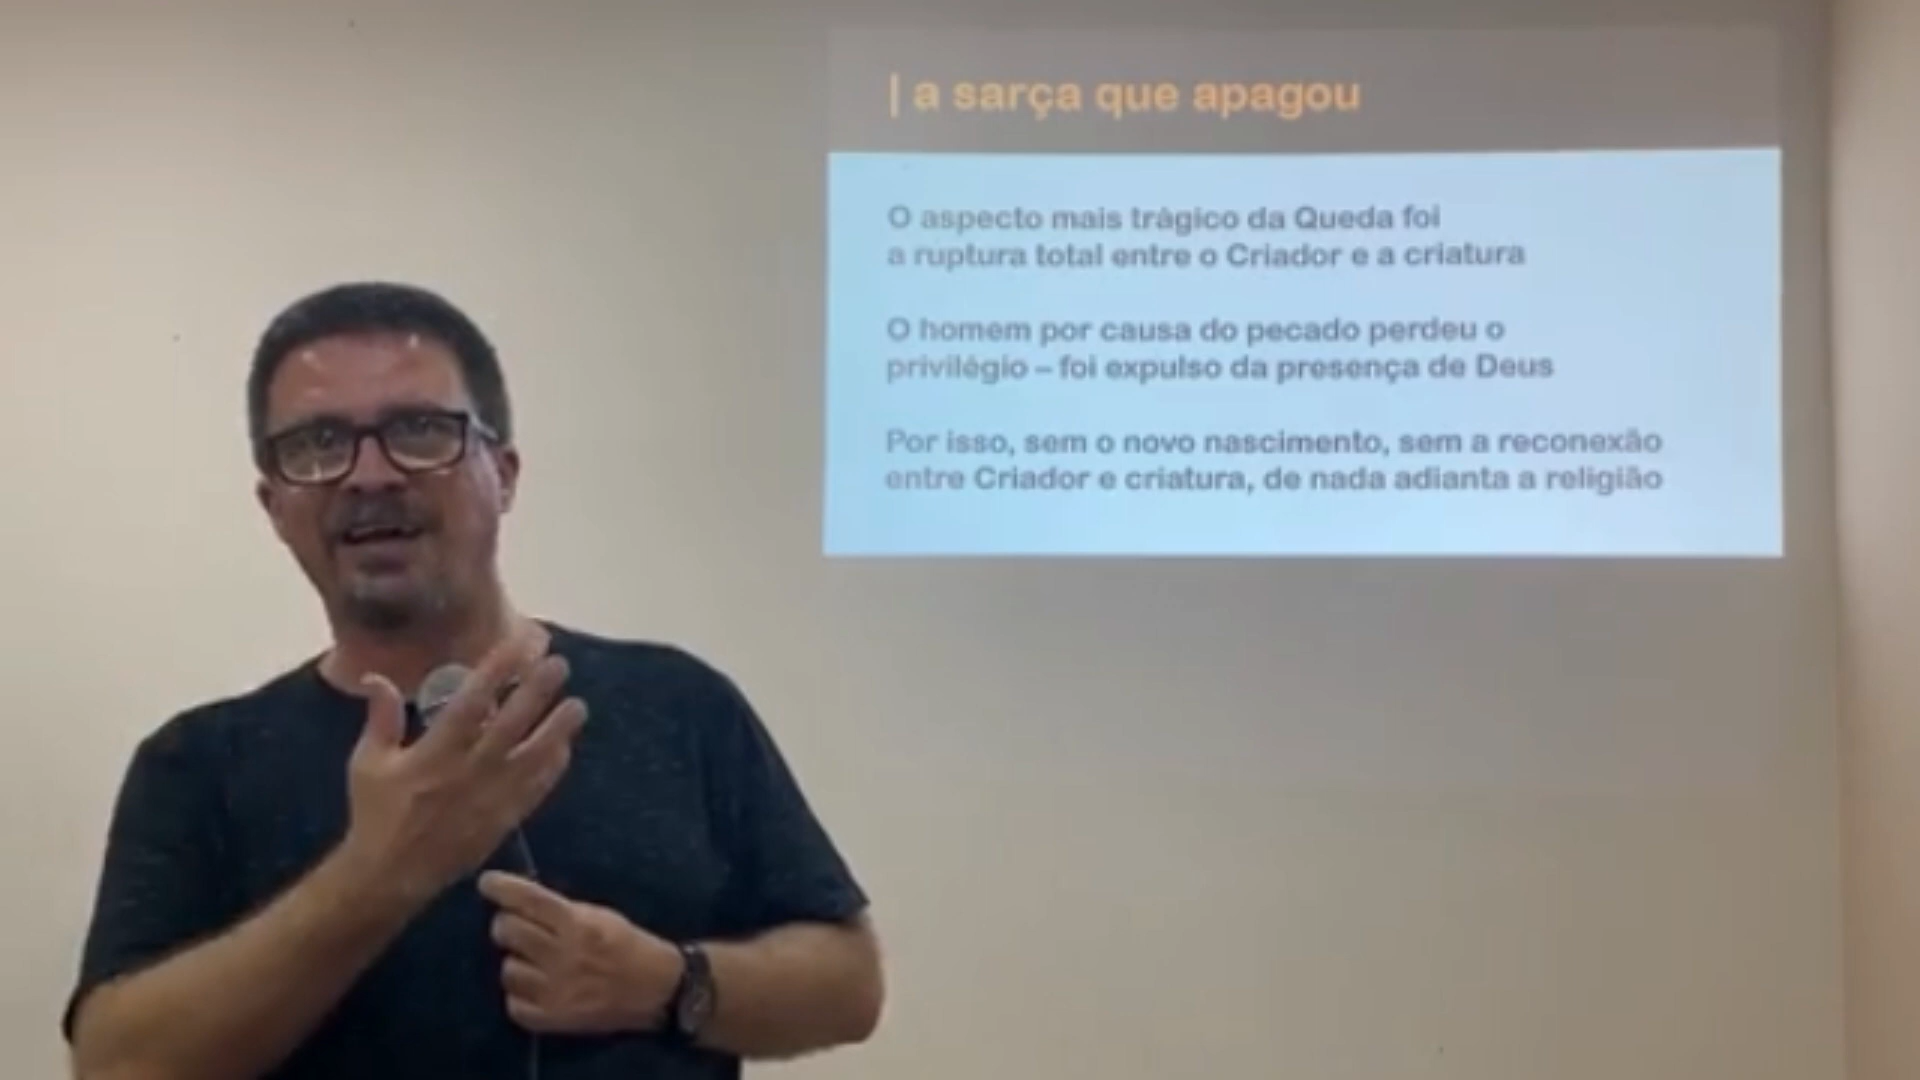 | a sarça que apagou
O aspecto mais trágico da Queda foi
a ruptura total entre o Criador e a criatura
O homem por causa do pecado perdeu o
privilégio – foi expulso da presença de Deus
Por isso, sem o novo nascimento, sem a reconexão
entre Criador e criatura, de nada adianta a religião